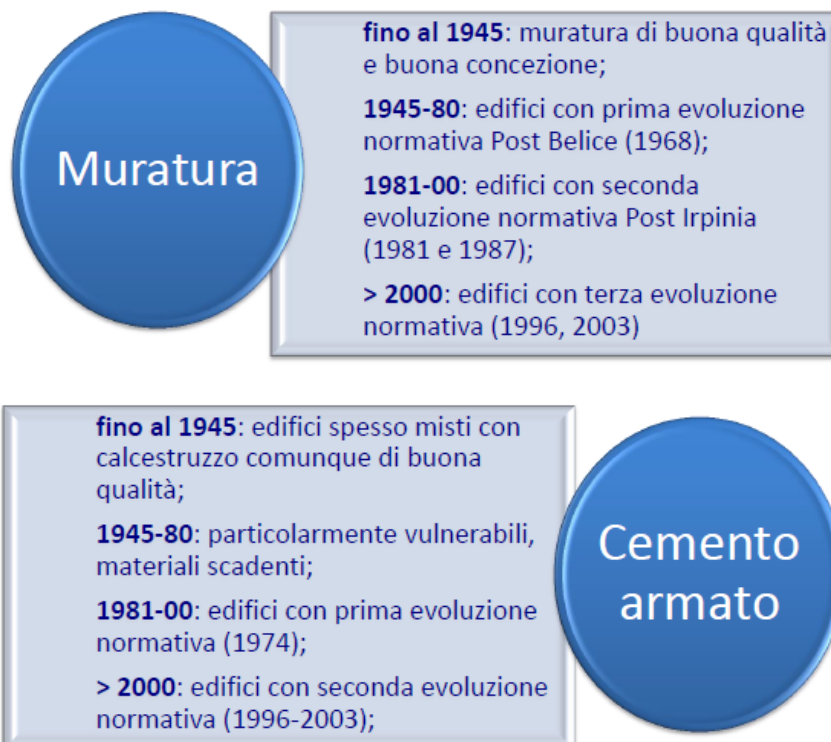 Muratura
fino al 1945: muratura di buona qualità
e buona concezione;
1945-80: edifici con prima evoluzione
normativa Post Belice (1968);
1981-00: edifici con seconda
evoluzione normativa Post Irpinia
(1981 e 1987);
> 2000: edifici con terza evoluzione
normativa (1996, 2003)
fino al 1945: edifici spesso misti con
calcestruzzo comunque di buona
qualità;
1945-80: particolarmente vulnerabili,
materiali scadenti;
1981-00: edifici con prima evoluzione
normativa (1974);
> 2000: edifici con seconda evoluzione
normativa (1996-2003);
Cemento
armato